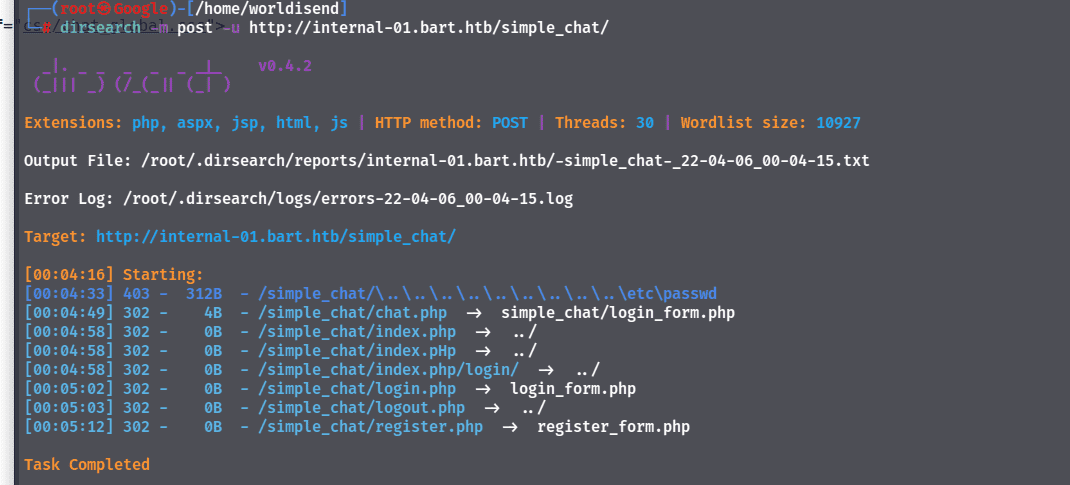 ┌──(root㉿Google)-[/home/worldisend]
└─# dirsearch -m post -u http://internal-01.bart.htb/simple_chat/
v0.4.2
Extensions: php, aspx, jsp, html, js | HTTP method: POST | Threads: 30 | Wordlist size: 10927
Output File: /root/.dirsearch/reports/internal-01.bart.htb/-simple_chat-_22-04-06_00-04-15.txt
Error Log: /root/.dirsearch/logs/errors-22-04-06_00-04-15.log
Target: http://internal-01.bart.htb/simple_chat/
[00:04:16] Starting:
[00:04:33] 403 - 312B - /simple_chat/\..\..\..\..\..\..\..\..\..\etc\passwd
[00:04:49] 302 - 4B - /simple_chat/chat.php -> simple_chat/login_form.php
[00:04:58] 302 - 0B - /simple_chat/index.php -> ../
[00:04:58] 302 - 0B - /simple_chat/index.pHp -> ../
[00:04:58] 302 - 0B - /simple_chat/index.php/login/ -> ../
[00:05:02] 302 - 0B - /simple_chat/login.php -> login_form.php
[00:05:03] 302 - 0B - /simple_chat/logout.php -> ../
[00:05:12] 302 - 0B - /simple_chat/register.php -> register_form.php
Task Completed